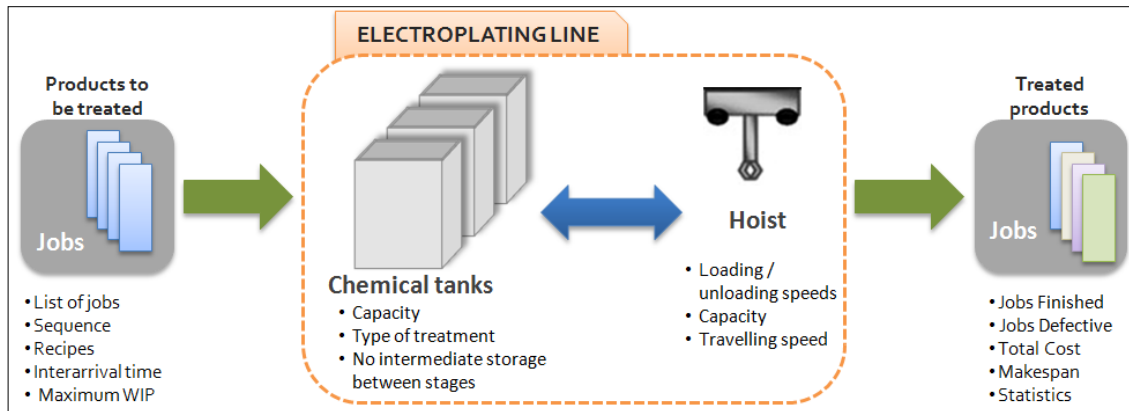 ELECTROPLATING LINE
Products to
be treated
Jobs
• List of jobs
• Sequence
• Recipes
• Interarrival time
• Maximum WIP
Chemical tanks
• Capacity
• Type of treatment
• No intermediate storage
between stages
Hoist
• Loading /
unloading speeds
• Capacity
• Travelling speed
Treated
products
Jobs
• Jobs Finished
• Jobs Defective
• Total Cost
• Makespan
• Statistics